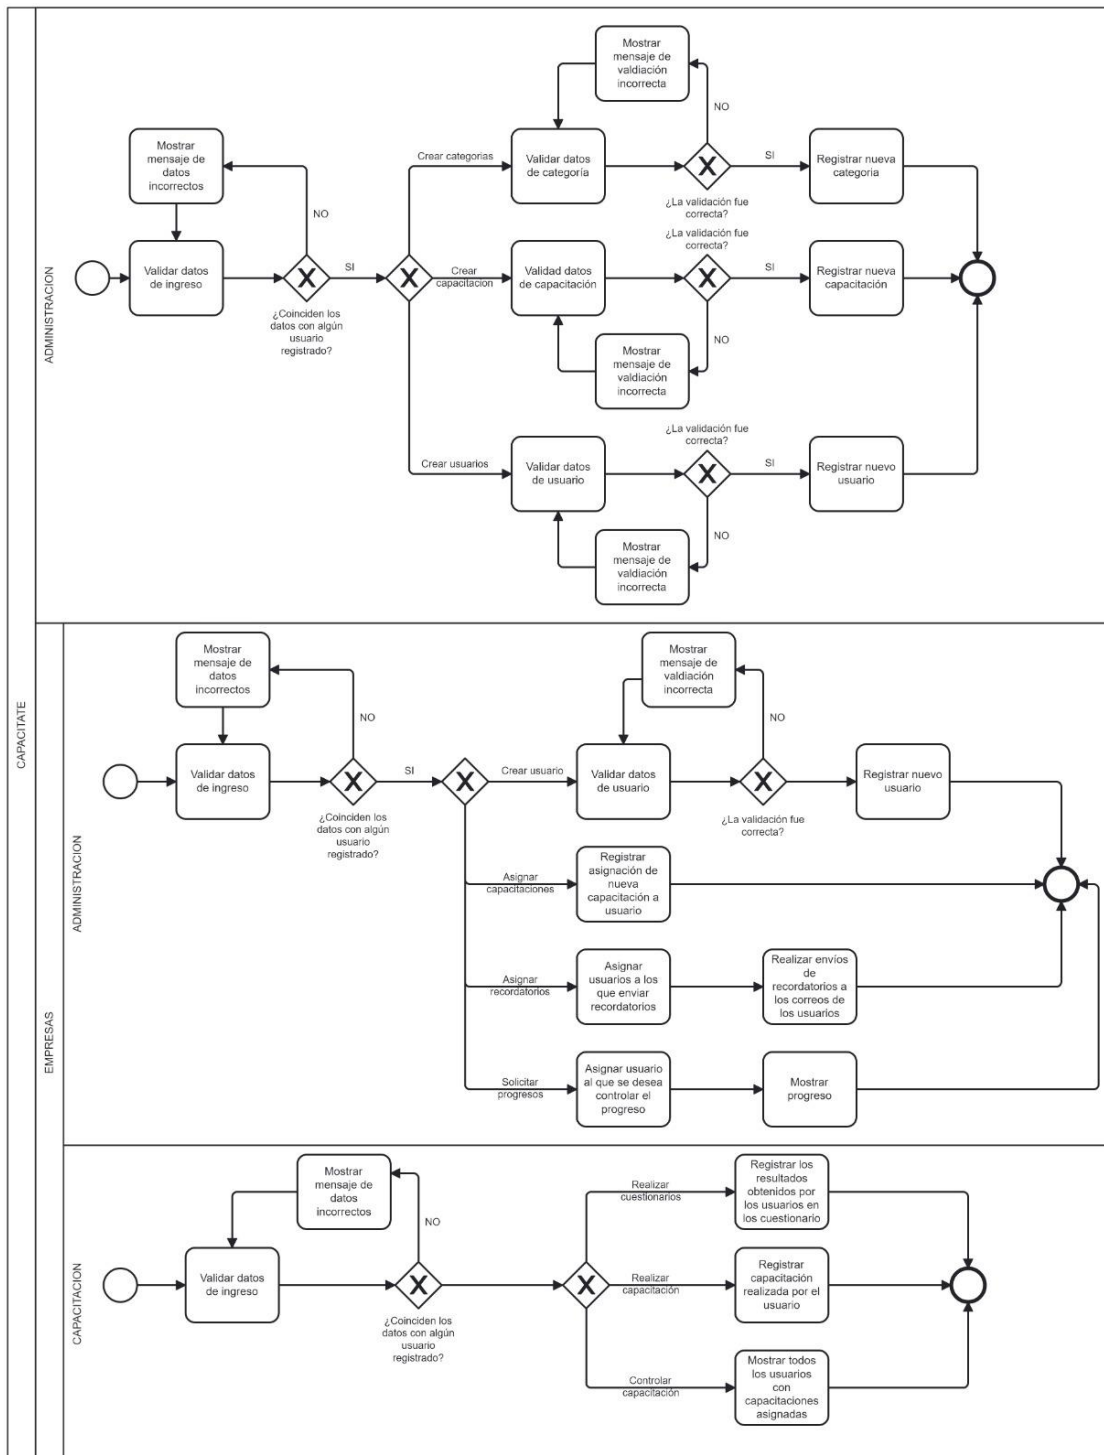 CAPACITATE
ADMINISTRACION
Mostrar
mensaje de
datos
incorrectos
Validar datos
de ingreso
NO
SI
¿Coinciden los
datos con algún
usuario
registrado?
Crear categorias
Validar datos
de categoría
Mostrar
mensaje de
valdiación
incorrecta
NO
SI
¿La validación fue
correcta?
Registrar nueva
categoria
Crear
capacitacion
Validad datos
de capacitación
¿La validación fue
correcta?
SI
NO
Mostrar
mensaje de
valdiación
incorrecta
Registrar nueva
capacitación
Crear usuarios
Validar datos
de usuario
¿La validación fue
correcta?
SI
NO
Mostrar
mensaje de
valdiación
incorrecta
Registrar nuevo
usuario
EMPRESAS
ADMINISTRACION
Mostrar
mensaje de
datos
incorrectos
Validar datos
de ingreso
NO
SI
¿Coinciden los
datos con algún
usuario
registrado?
Crear usuario
Validar datos
de usuario
Mostrar
mensaje de
valdiación
incorrecta
NO
¿La validación fue
correcta?
Registrar nuevo
usuario
Asignar
capacitaciones
Registrar
asignación de
nueva
capacitación a
usuario
Asignar
recordatorios
Asignar
usuarios a los
que enviar
recordatorios
Realizar envíos de
recordatorios a
los correos de
los usuarios
Solicitar
progresos
Asignar usuario
al que se desea
controlar el
progreso
Mostrar
progreso
CAPACITACION
Mostrar
mensaje de
datos
incorrectos
Validar datos
de ingreso
NO
¿Coinciden los
datos con algún
usuario
registrado?
Realizar
cuestionarios
Registrar los
resultados
obtenidos por
los usuarios en
los cuestionario
Realizar
capacitación
Registrar
capacitación
realizada por el
usuario
Controlar
capacitación
Mostrar todos
los usuarios
con
capacitaciones
asignadas